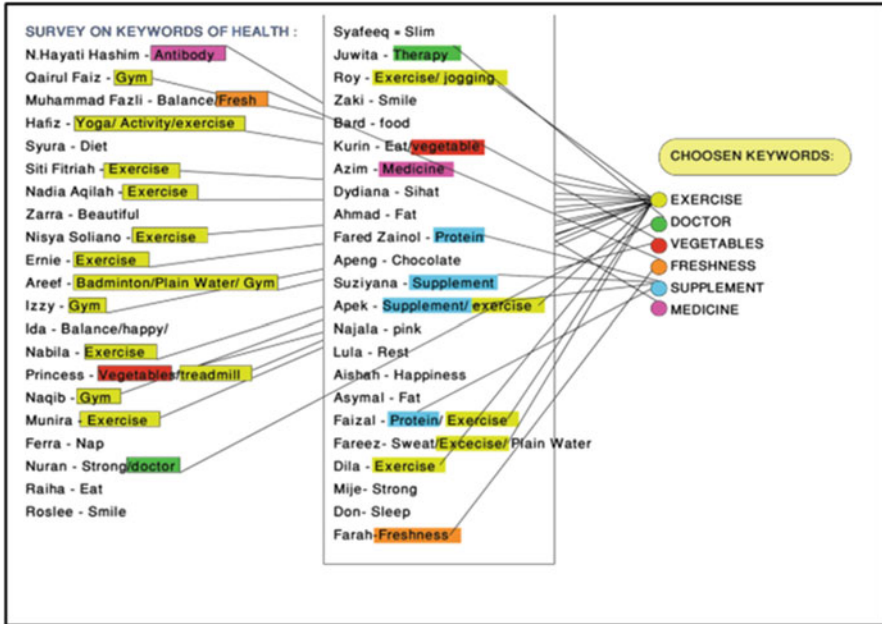 SURVEY ON KEYWORDS OF HEALTH :
N.Hayati Hashim - Antibody
Qairul Faiz - Gym
Muhammad Fazli - Balance/Fresh
Hafiz - Yoga/ Activity/exercise
Syura - Diet
Siti Fitriah - Exercise
Nadia Aqilah - Exercise
Zarra - Beautiful
Nisya Soliano - Exercise
Ernie - Exercise
Areef - Badminton/Plain Water/ Gym
Izzy - Gym
Ida - Balance/happy/
Nabila - Exercise
Princess - Vegetables/treadmill
Naqib - Gym
Munira - Exercise
Ferra - Nap
Nuran - Strong/doctor
Raiha - Eat
Roslee - Smile
Syafeeq = Slim
Juwita - Therapy
Roy - Exercise/ jogging
Zaki - Smile
Bard - food
Kurin - Eat/vegetable
Azim - Medicine
Dydiana - Sihat
Ahmad - Fat
Fared Zainol - Protein
Apeng - Chocolate
Suziyana - Supplement
Apek - Supplement/ exercise
Najala - pink
Lula - Rest
Aishah - Happiness
Asymal - Fat
Faizal - Protein/ Exercise
Fareez- Sweat/Excecise/ Plain Water
Dila - Exercise
Mije- Strong
Don- Sleep
Farah-Freshness
CHOOSEN KEYWORDS:
EXERCISE
DOCTOR
VEGETABLES
FRESHNESS
SUPPLEMENT
MEDICINE